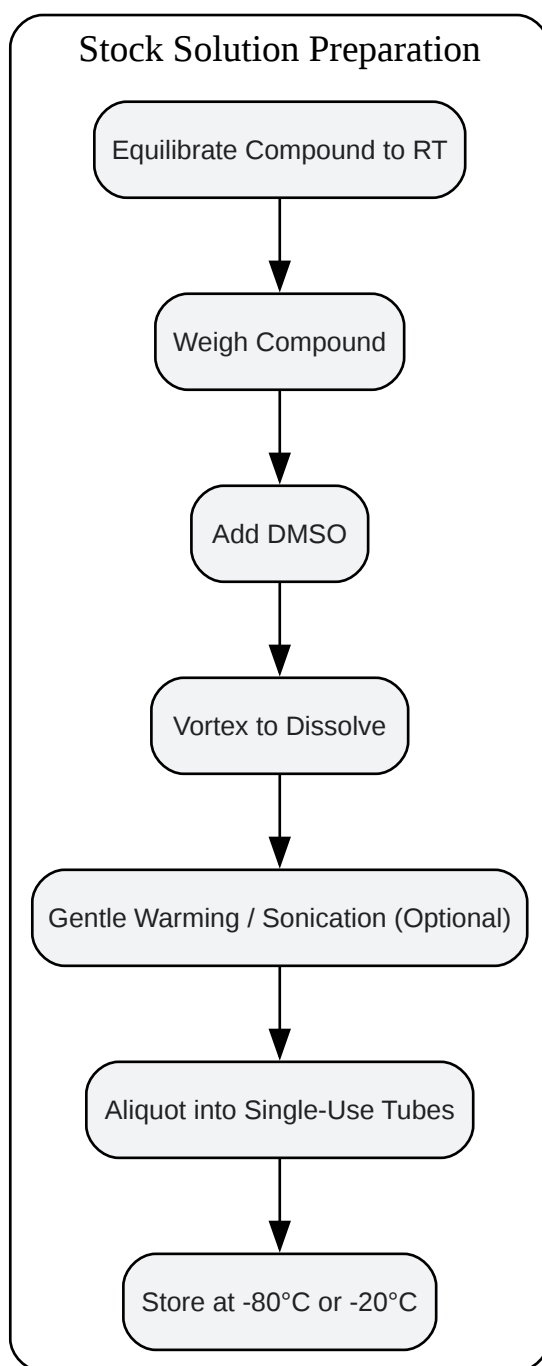 Stock Solution Preparation
Equilibrate Compound to RT
Weigh Compound
Add DMSO
Vortex to Dissolve
Gentle Warming / Sonication (Optional)
Aliquot into Single-Use Tubes
Store at -80°C or -20°C